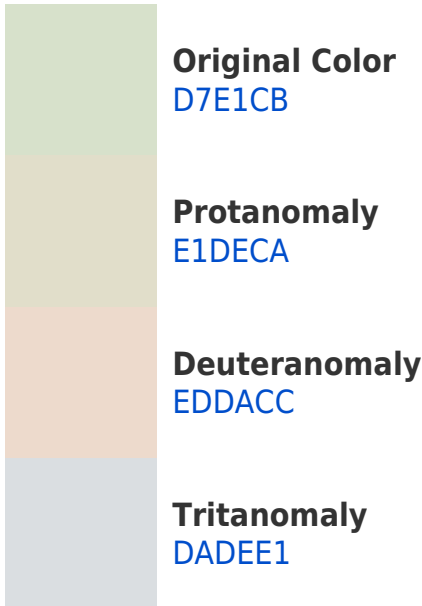 Original Color
D7E1CB
Protanomaly
E1DECA
Deuteranomaly
EDDACC
Tritanomaly
DADEE1